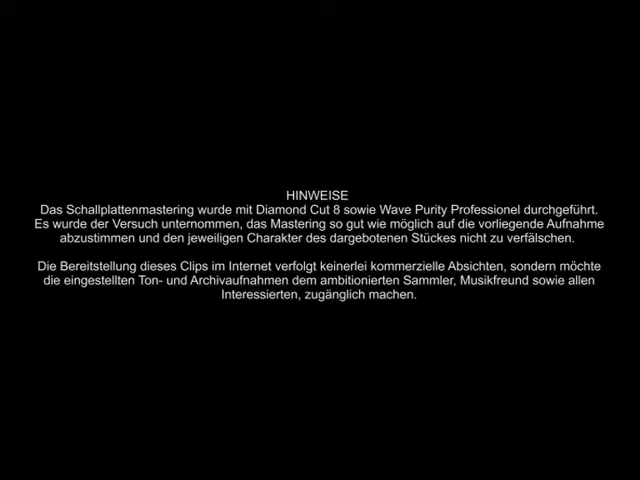 HINWEISE
Das Schallplattenmastering wurde mit Diamond Cut 8 sowie Wave Purity Professionel durchgeführt.
Es wurde der Versuch unternommen, das Mastering so gut wie möglich auf die vorliegende Aufnahme
abzustimmen und den jeweiligen Charakter des dargebotenen Stückes nicht zu verfälschen.
Die Bereitstellung dieses Clips im Internet verfolgt keinerlei kommerzielle Absichten, sondern möchte
die eingestellten Ton- und Archivaufnahmen dem ambitionierten Sammler, Musikfreund sowie allen
Interessierten, zugänglich machen.